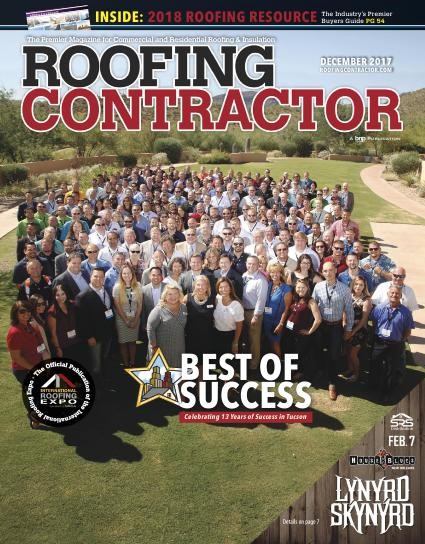 INSIDE: 2018 ROOFING RESOURCE The Industry's Premier
Buyers Guide PG 54
The Premier Magazine for Commercial and Residential Roofing & Insulation
ROOFING
CONTRACTOR
DECEMBER 2017
ROOFINGCONTRACTOR.COM
A bnp PUBLICATION
BEST OF
SUCCESS
Celebrating 13 Years of Success in Tucson
The Official Publication of the International Roofing Expo
INTERNATIONAL
ROOFING
EXPO
SRS
FEB. 7
HOUSE OF BLUES
NEW ORLEANS
LYNYRD
SKYNYRD
Details on page 7